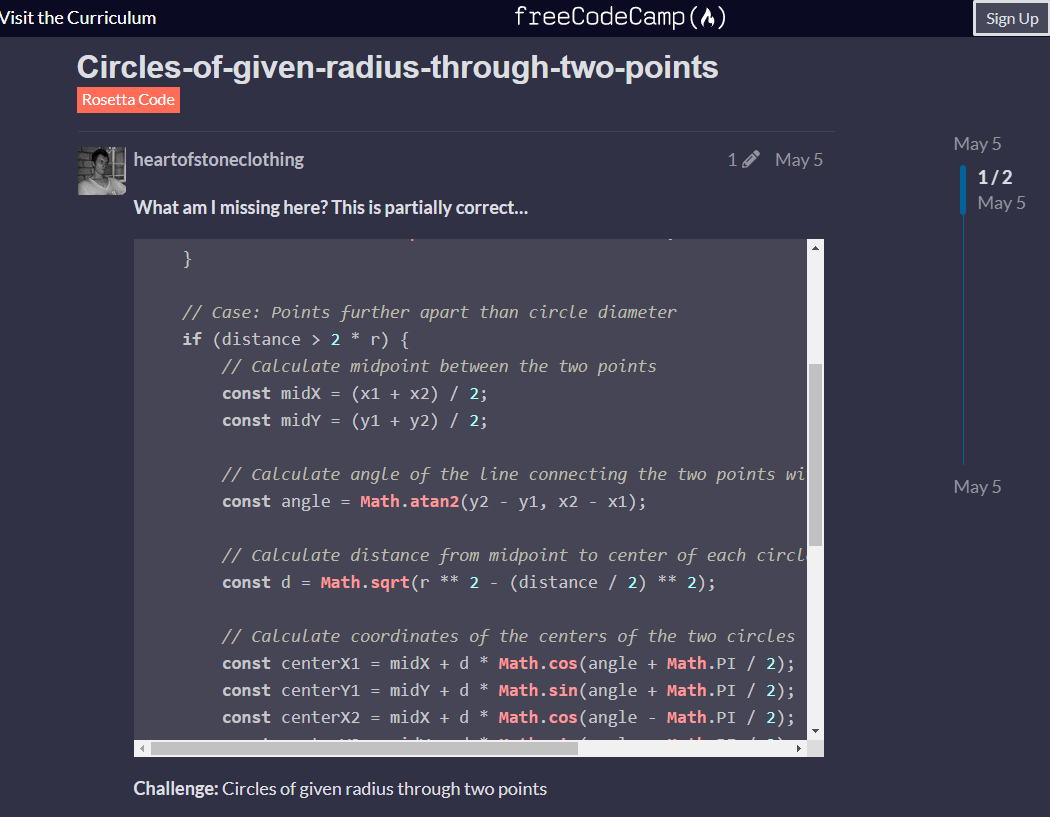 Visit the Curriculum
freeCodeCamp(🔥)
Sign Up
Circles-of-given-radius-through-two-points
Rosetta Code
heartofstoneclothing
1 May 5
What am I missing here? This is partially correct...
}
// Case: Points further apart than circle diameter
if (distance > 2 * r) {
// Calculate midpoint between the two points
const midX = (x1 + x2) / 2;
const midY = (y1 + y2) / 2;
// Calculate angle of the line connecting the two points wi
const angle = Math.atan2(y2 - y1, x2 - x1);
// Calculate distance from midpoint to center of each circl
const d = Math.sqrt(r ** 2 - (distance / 2) ** 2);
// Calculate coordinates of the centers of the two circles
const centerX1 = midX + d * Math.cos(angle + Math.PI / 2);
const centerY1 = midY + d * Math.sin(angle + Math.PI / 2);
const centerX2 = midX + d * Math.cos(angle - Math.PI / 2);
Challenge: Circles of given radius through two points
May 5
1 / 2
May 5
May 5